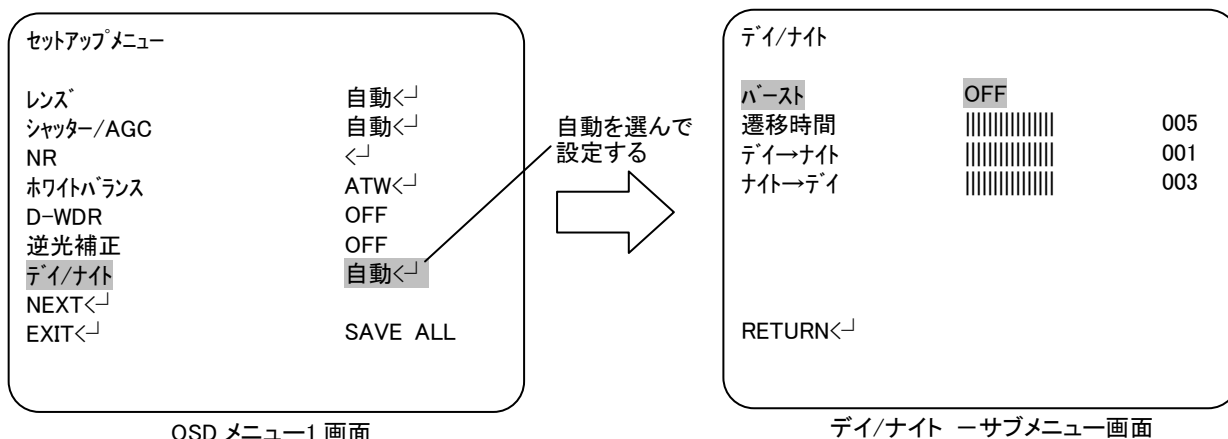 セットアップメニュー
レンズ 自動<┘
シャッター/AGC 自動<┘
NR <┘
ホワイトバランス ATW<┘
D-WDR OFF
逆光補正 OFF
デイ/ナイト 自動<┘
NEXT<┘
EXIT<┘ SAVE ALL
OSD メニュー1 画面
自動を選んで
設定する
デイ/ナイト
バースト OFF
遷移時間 ||||||||||||||| 005
デイ→ナイト ||||||||||||||| 001
ナイト→デイ ||||||||||||||| 003
RETURN<┘
デイ/ナイト －サブメニュー画面